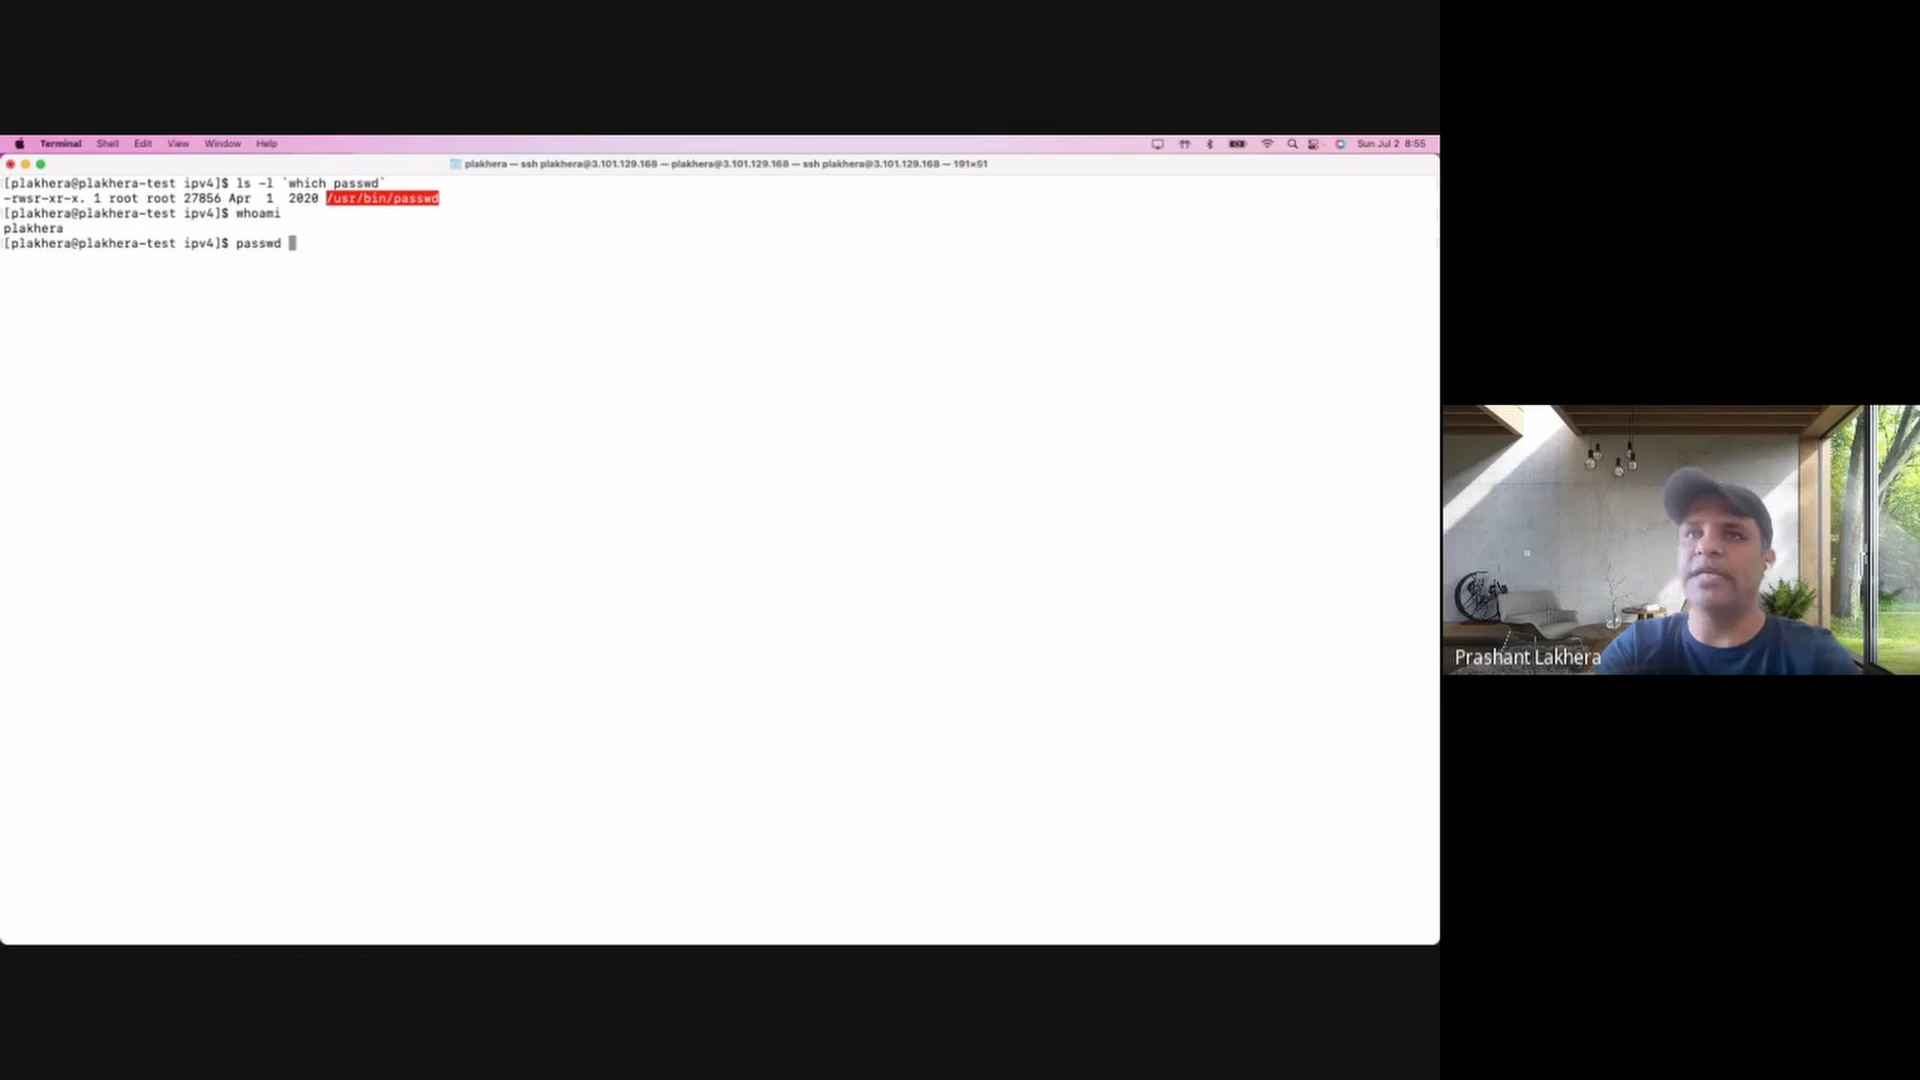 Terminal Shell Edit View Window Help Sun Jul 2 8:55
plakhera — ssh plakhera@3.101.129.168 — plakhera@3.101.129.168 — ssh plakhera@3.101.129.168 — 191×51
[plakhera@plakhera-test ipv4]$ ls -l `which passwd`
-rwsr-xr-x. 1 root root 27856 Apr  1  2020 /usr/bin/passwd
[plakhera@plakhera-test ipv4]$ whoami
plakhera
[plakhera@plakhera-test ipv4]$ passwd
Prashant Lakhera